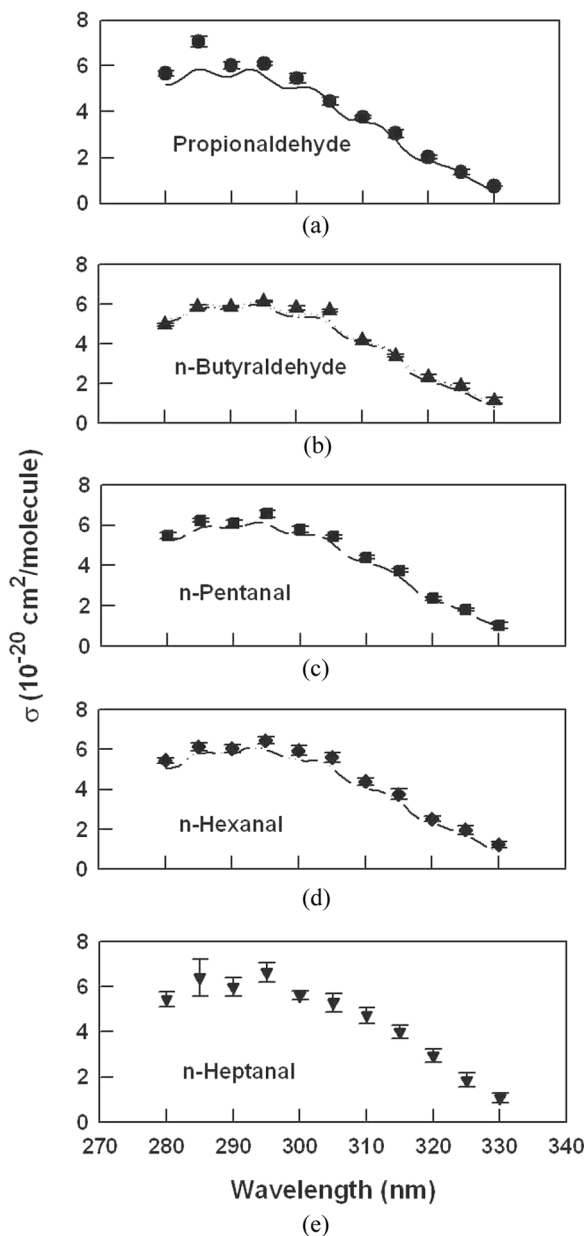 8
6
4
2
0
Propionaldehyde
(a)
8
6
4
2
0
n-Butyraldehyde
(b)
8
6
4
2
0
n-Pentanal
(c)
8
6
4
2
0
n-Hexanal
(d)
8
6
4
2
0
n-Heptanal
270 280 290 300 310 320 330 340
Wavelength (nm)
(e)
σ (10⁻²⁰ cm²/molecule)